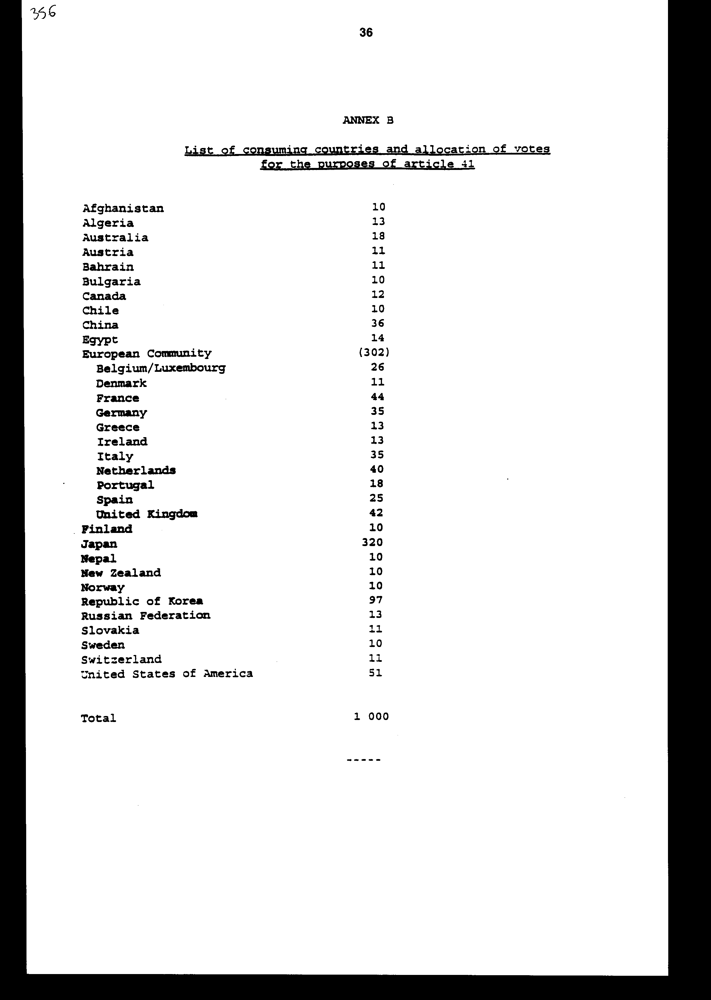 356
36
ANNEX B
List of consuming countries and allocation of votes
for the purposes of article 41
Afghanistan 10
Algeria 13
Australia 18
Austria 11
Bahrain 11
Bulgaria 10
Canada 12
Chile 10
China 36
Egypt 14
European Community (302)
Belgium/Luxembourg 26
Denmark 11
France 44
Germany 35
Greece 13
Ireland 13
Italy 35
Netherlands 40
Portugal 18
Spain 25
United Kingdom 42
Finland 10
Japan 320
Nepal 10
New Zealand 10
Norway 10
Republic of Korea 97
Russian Federation 13
Slovakia 11
Sweden 10
Switzerland 11
United States of America 51
Total 1 000
-----